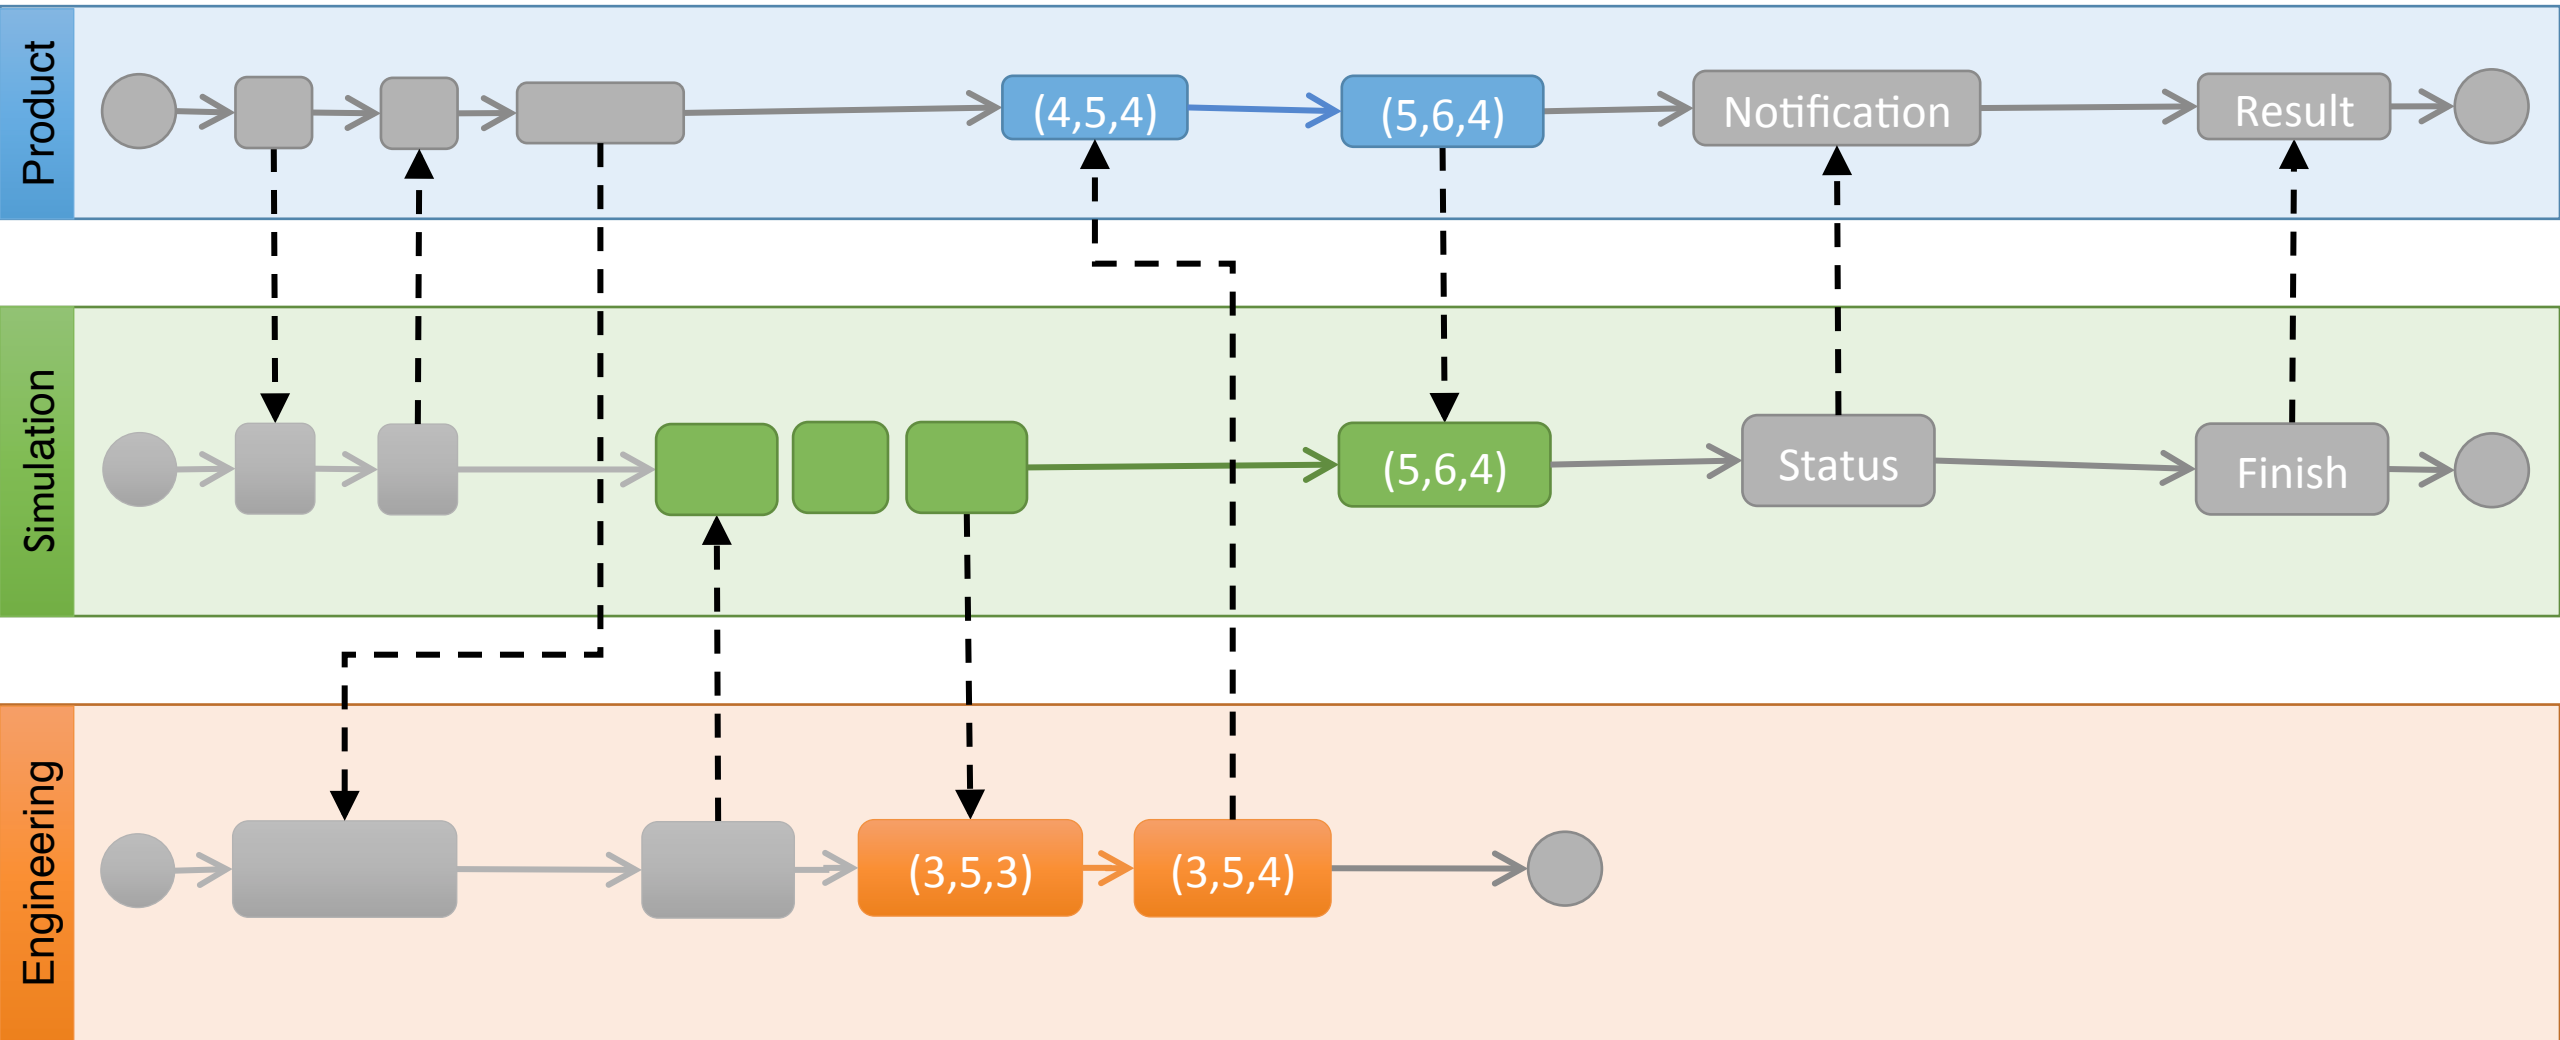 Product
(4,5,4)
(5,6,4)
Notification
Result
Simulation
(5,6,4)
Status
Finish
Engineering
(3,5,3)
(3,5,4)